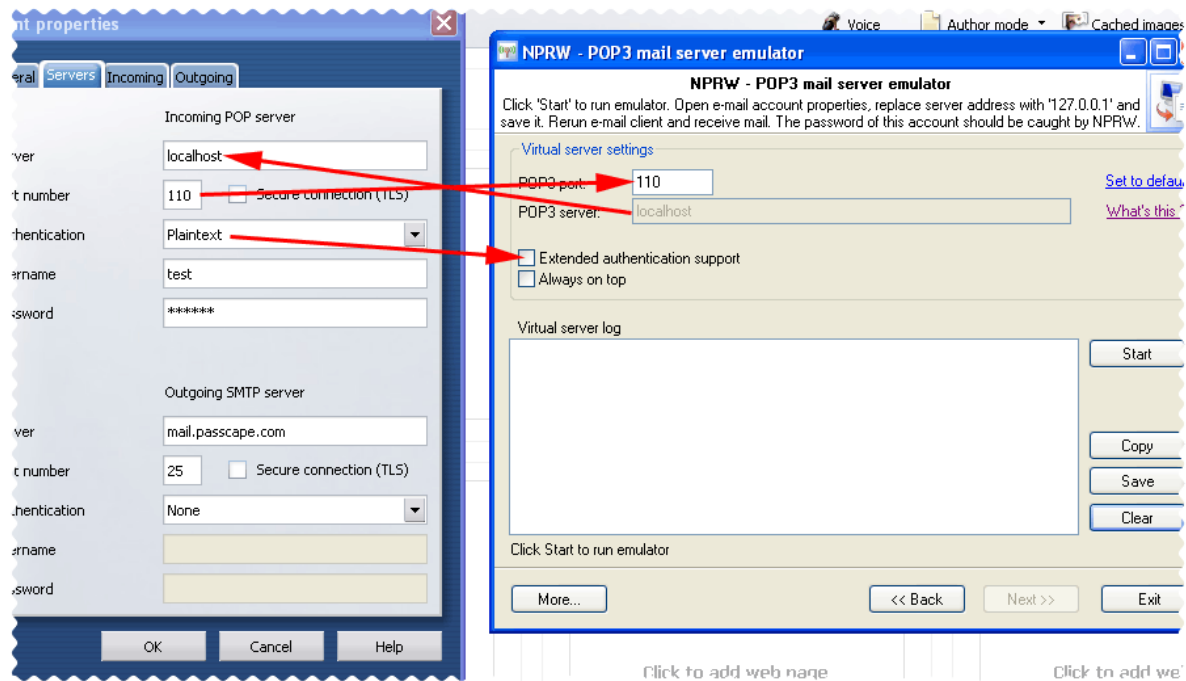 nt properties
Voice
Author mode
Cached images
eral Servers Incoming Outgoing
Incoming POP server
rver localhost
t number 110 Secure connection (TLS)
thentication Plaintext
ername test
ssword ******
Outgoing SMTP server
ver mail.passcape.com
t number 25 Secure connection (TLS)
thentication None
ername
ssword
OK Cancel Help
NPRW - POP3 mail server emulator
NPRW - POP3 mail server emulator
Click 'Start' to run emulator. Open e-mail account properties, replace server address with '127.0.0.1' and
save it. Rerun e-mail client and receive mail. The password of this account should be caught by NPRW.
Virtual server settings
POP3 port: 110 Set to defau
POP3 server: localhost What's this ?
Extended authentication support
Always on top
Virtual server log
Start
Copy
Save
Clear
Click Start to run emulator
More... << Back Next >> Exit
Click to add web page Click to add we